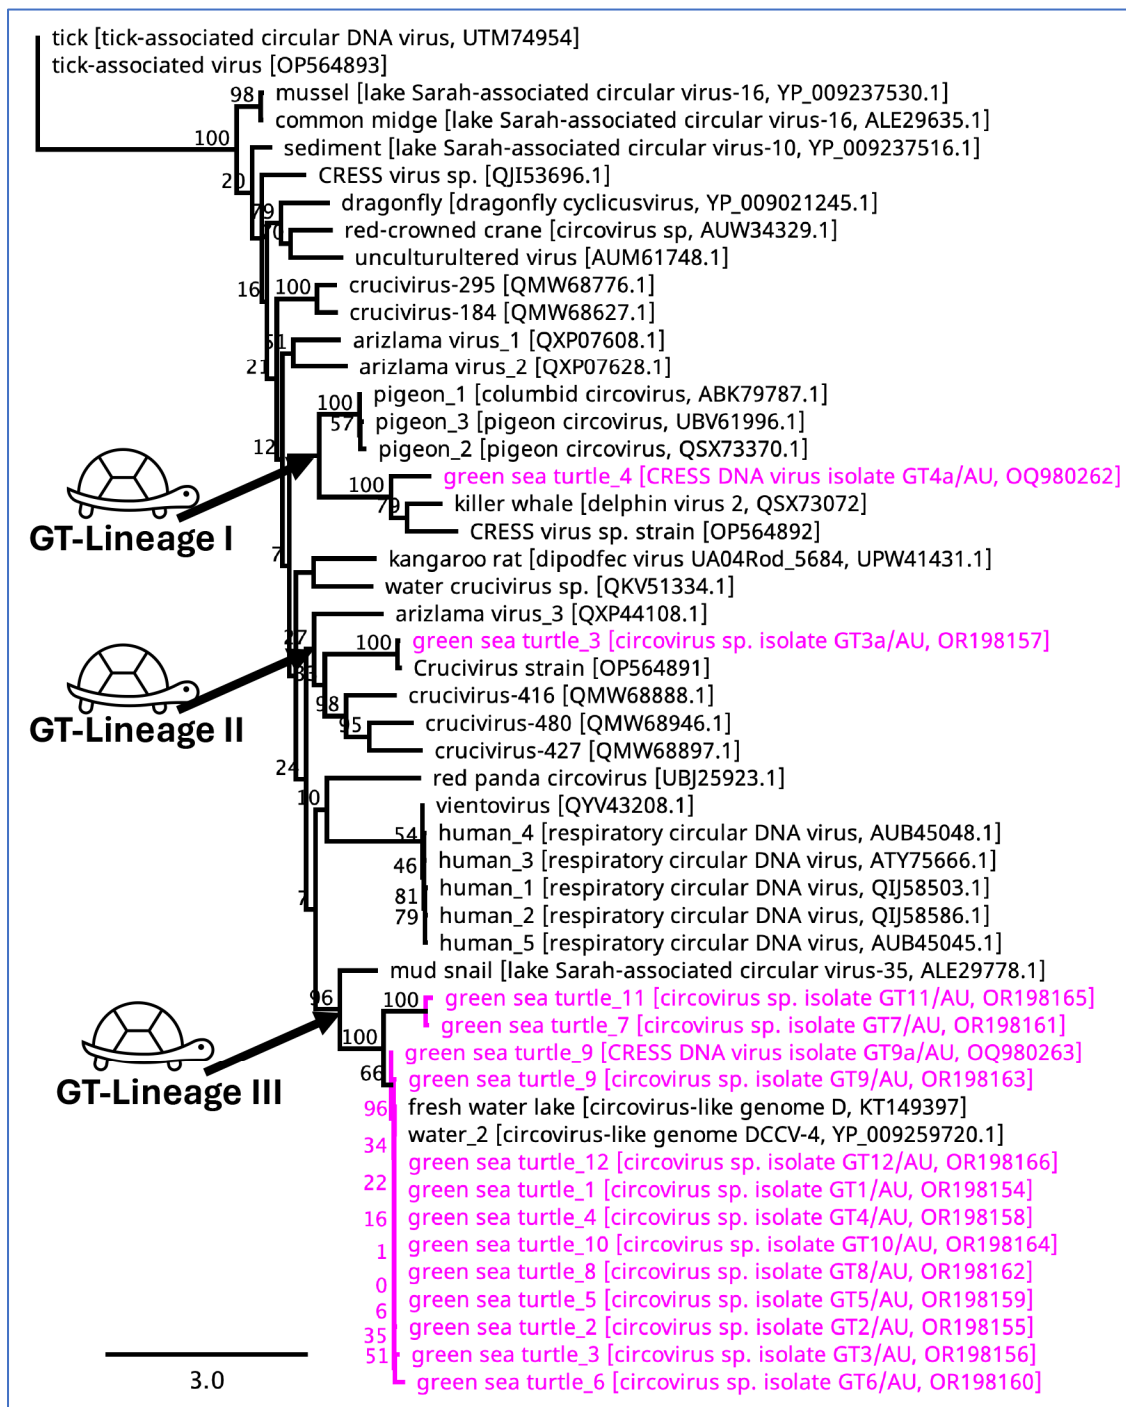 tick [tick-associated circular DNA virus, UTM74954]
tick-associated virus [OP564893]
98 mussel [lake Sarah-associated circular virus-16, YP_009237530.1]
common midge [lake Sarah-associated circular virus-16, ALE29635.1]
100
sediment [lake Sarah-associated circular virus-10, YP_009237516.1]
20
CRESS virus sp. [QJI53696.1]
79 dragonfly [dragonfly cyclicusvirus, YP_009021245.1]
red-crowned crane [circovirus sp, AUW34329.1]
unculturultered virus [AUM61748.1]
16 100 crucivirus-295 [QMW68776.1]
crucivirus-184 [QMW68627.1]
51 arizlama virus_1 [QXP07608.1]
21 arizlama virus_2 [QXP07628.1]
pigeon_1 [columbid circovirus, ABK79787.1]
100
57 pigeon_3 [pigeon circovirus, UBV61996.1]
12 pigeon_2 [pigeon circovirus, QSX73370.1]
green sea turtle_4 [CRESS DNA virus isolate GT4a/AU, OQ980262]
100
79 killer whale [delphin virus 2, QSX73072]
CRESS virus sp. strain [OP564892]
GT-Lineage I
7 kangaroo rat [dipodfec virus UA04Rod_5684, UPW41431.1]
water crucivirus sp. [QKV51334.1]
arizlama virus_3 [QXP44108.1]
27 100 green sea turtle_3 [circovirus sp. isolate GT3a/AU, OR198157]
Crucivirus strain [OP564891]
98 crucivirus-416 [QMW68888.1]
95 crucivirus-480 [QMW68946.1]
GT-Lineage II
crucivirus-427 [QMW68897.1]
24 red panda circovirus [UBJ25923.1]
10 vientovirus [QYV43208.1]
54 human_4 [respiratory circular DNA virus, AUB45048.1]
46 human_3 [respiratory circular DNA virus, ATY75666.1]
81 human_1 [respiratory circular DNA virus, QIJ58503.1]
7 79 human_2 [respiratory circular DNA virus, QIJ58586.1]
human_5 [respiratory circular DNA virus, AUB45045.1]
mud snail [lake Sarah-associated circular virus-35, ALE29778.1]
96 100 green sea turtle_11 [circovirus sp. isolate GT11/AU, OR198165]
green sea turtle_7 [circovirus sp. isolate GT7/AU, OR198161]
100
green sea turtle_9 [CRESS DNA virus isolate GT9a/AU, OQ980263]
66 green sea turtle_9 [circovirus sp. isolate GT9/AU, OR198163]
GT-Lineage III
96 fresh water lake [circovirus-like genome D, KT149397]
34 water_2 [circovirus-like genome DCCV-4, YP_009259720.1]
green sea turtle_12 [circovirus sp. isolate GT12/AU, OR198166]
22 green sea turtle_1 [circovirus sp. isolate GT1/AU, OR198154]
16 green sea turtle_4 [circovirus sp. isolate GT4/AU, OR198158]
1 green sea turtle_10 [circovirus sp. isolate GT10/AU, OR198164]
0 green sea turtle_8 [circovirus sp. isolate GT8/AU, OR198162]
6 green sea turtle_5 [circovirus sp. isolate GT5/AU, OR198159]
35 green sea turtle_2 [circovirus sp. isolate GT2/AU, OR198155]
51 green sea turtle_3 [circovirus sp. isolate GT3/AU, OR198156]
green sea turtle_6 [circovirus sp. isolate GT6/AU, OR198160]
3.0